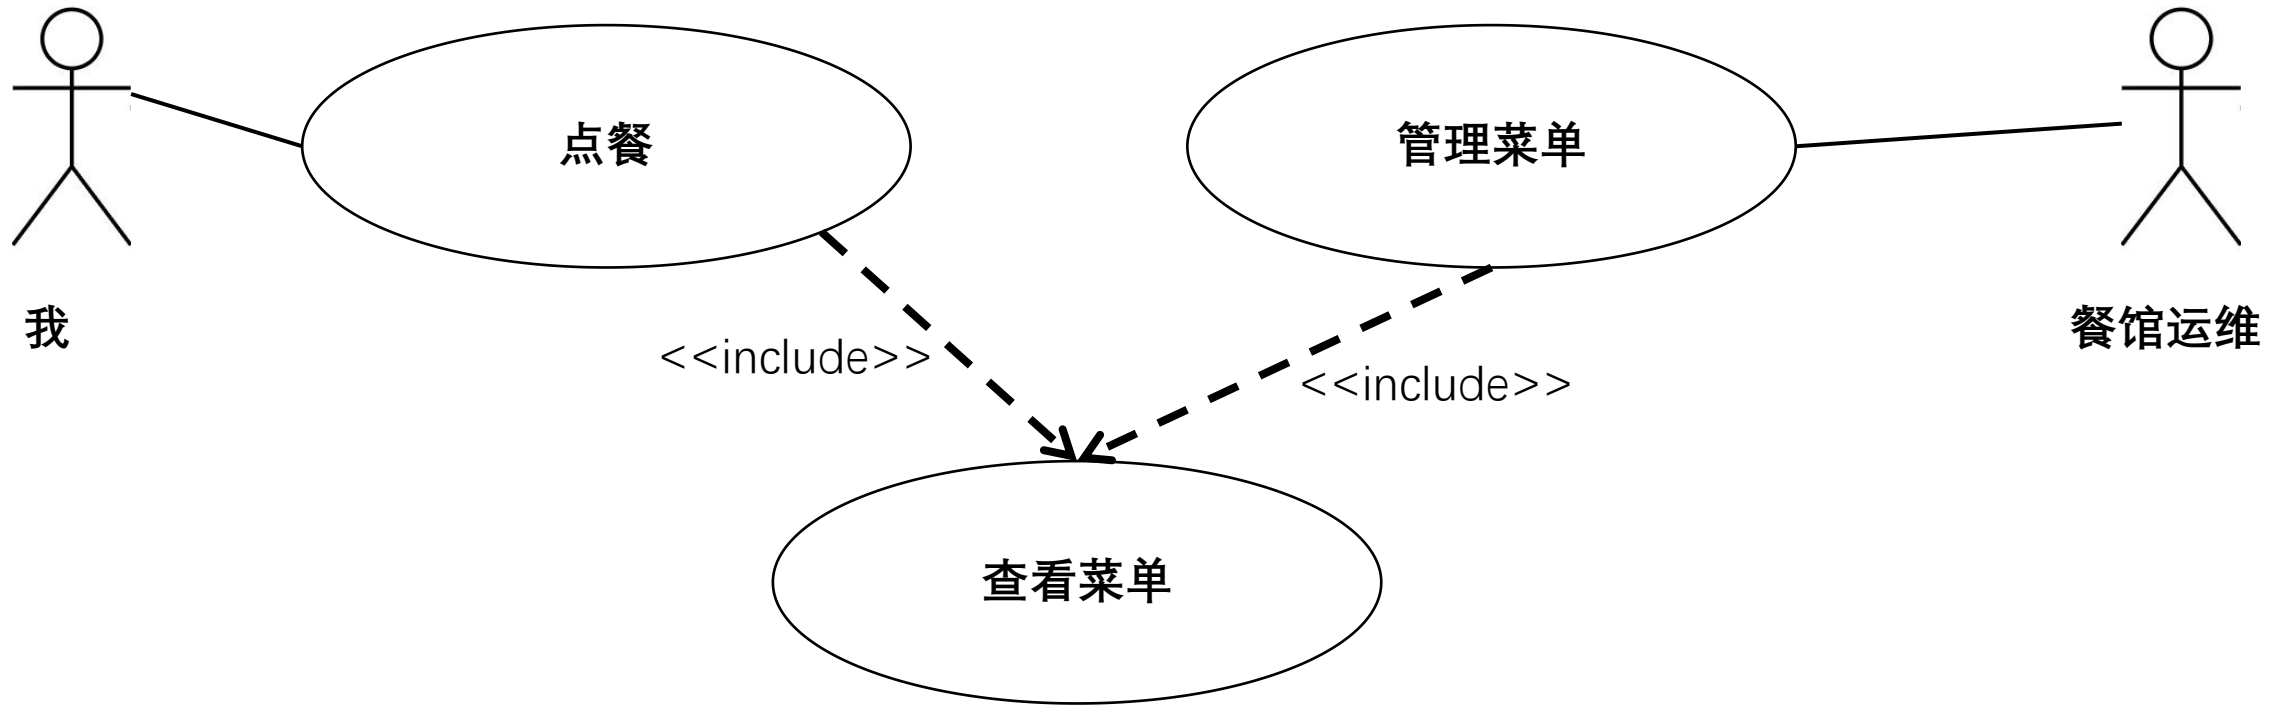 点餐
管理菜单
我
餐馆运维
<<include>>
<<include>>
查看菜单